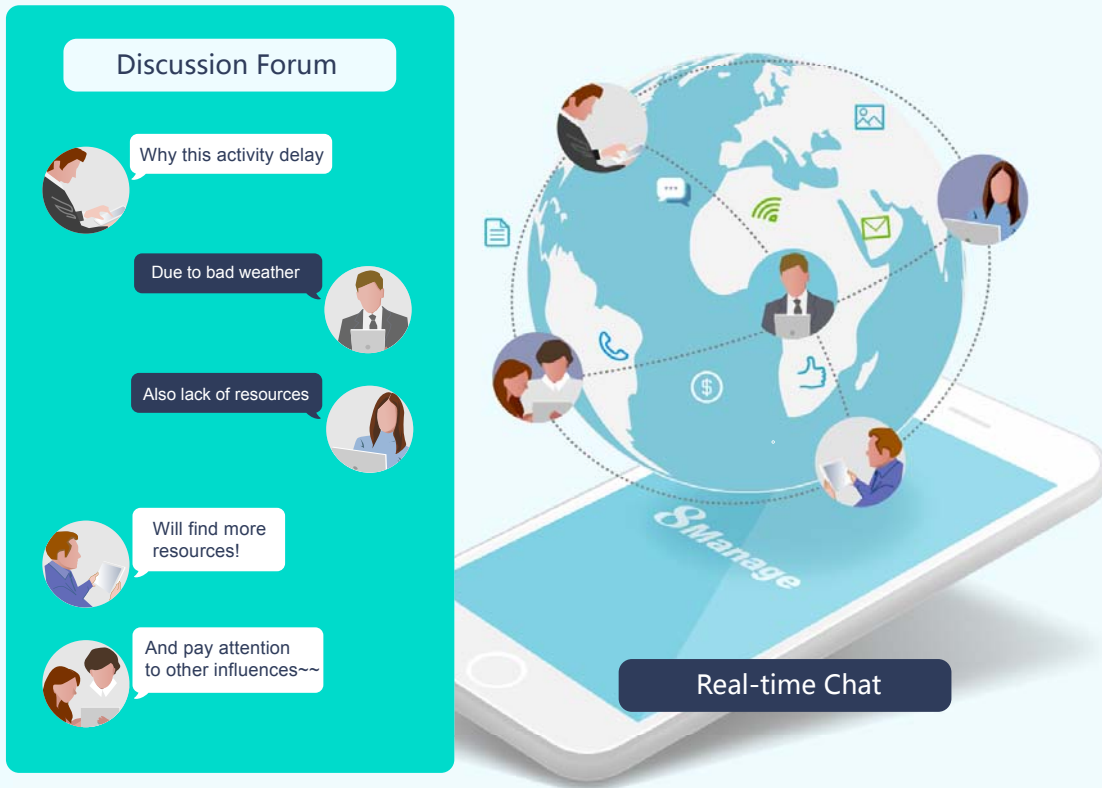 Discussion Forum
Why this activity delay
Due to bad weather
Also lack of resources
Will find more
resources!
And pay attention
to other influences~~
$
8Manage
Real-time Chat